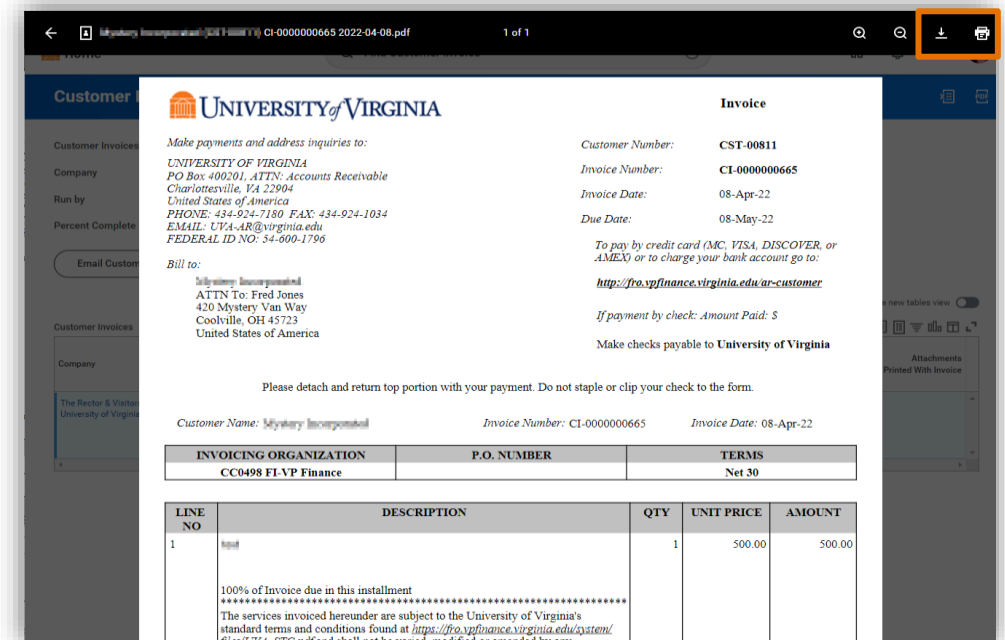 CI-0000000665 2022-04-08.pdf
1 of 1
Home
Customer I
PDF
Customer Invoices
Company
Run by
Percent Complete
Email Custom
e new tables view
Customer Invoices
Company
Attachments
Printed With Invoice
The Rector & Visitor
University of Virginia
UNIVERSITY of VIRGINIA
Invoice
Make payments and address inquiries to:
UNIVERSITY OF VIRGINIA
PO Box 400201, ATTN: Accounts Receivable
Charlottesville, VA 22904
United States of America
PHONE: 434-924-7180 FAX: 434-924-1034
EMAIL: UVA-AR@virginia.edu
FEDERAL ID NO: 54-600-1796
Customer Number: CST-00811
Invoice Number: CI-0000000665
Invoice Date: 08-Apr-22
Due Date: 08-May-22
To pay by credit card (MC, VISA, DISCOVER, or
AMEX) or to charge your bank account go to:
http://fro.vpfinance.virginia.edu/ar-customer
If payment by check: Amount Paid: $
Make checks payable to University of Virginia
Bill to:
ATTN To: Fred Jones
420 Mystery Van Way
Coolville, OH 45723
United States of America
Please detach and return top portion with your payment. Do not staple or clip your check to the form.
Customer Name: Invoice Number: CI-0000000665 Invoice Date: 08-Apr-22
INVOICING ORGANIZATION P.O. NUMBER TERMS
CC0498 FI-VP Finance Net 30
LINE NO DESCRIPTION QTY UNIT PRICE AMOUNT
1 1 500.00 500.00
100% of Invoice due in this installment
******************************************************************
The services invoiced hereunder are subject to the University of Virginia's
standard terms and conditions found at https://fro.vpfinance.virginia.edu/system/